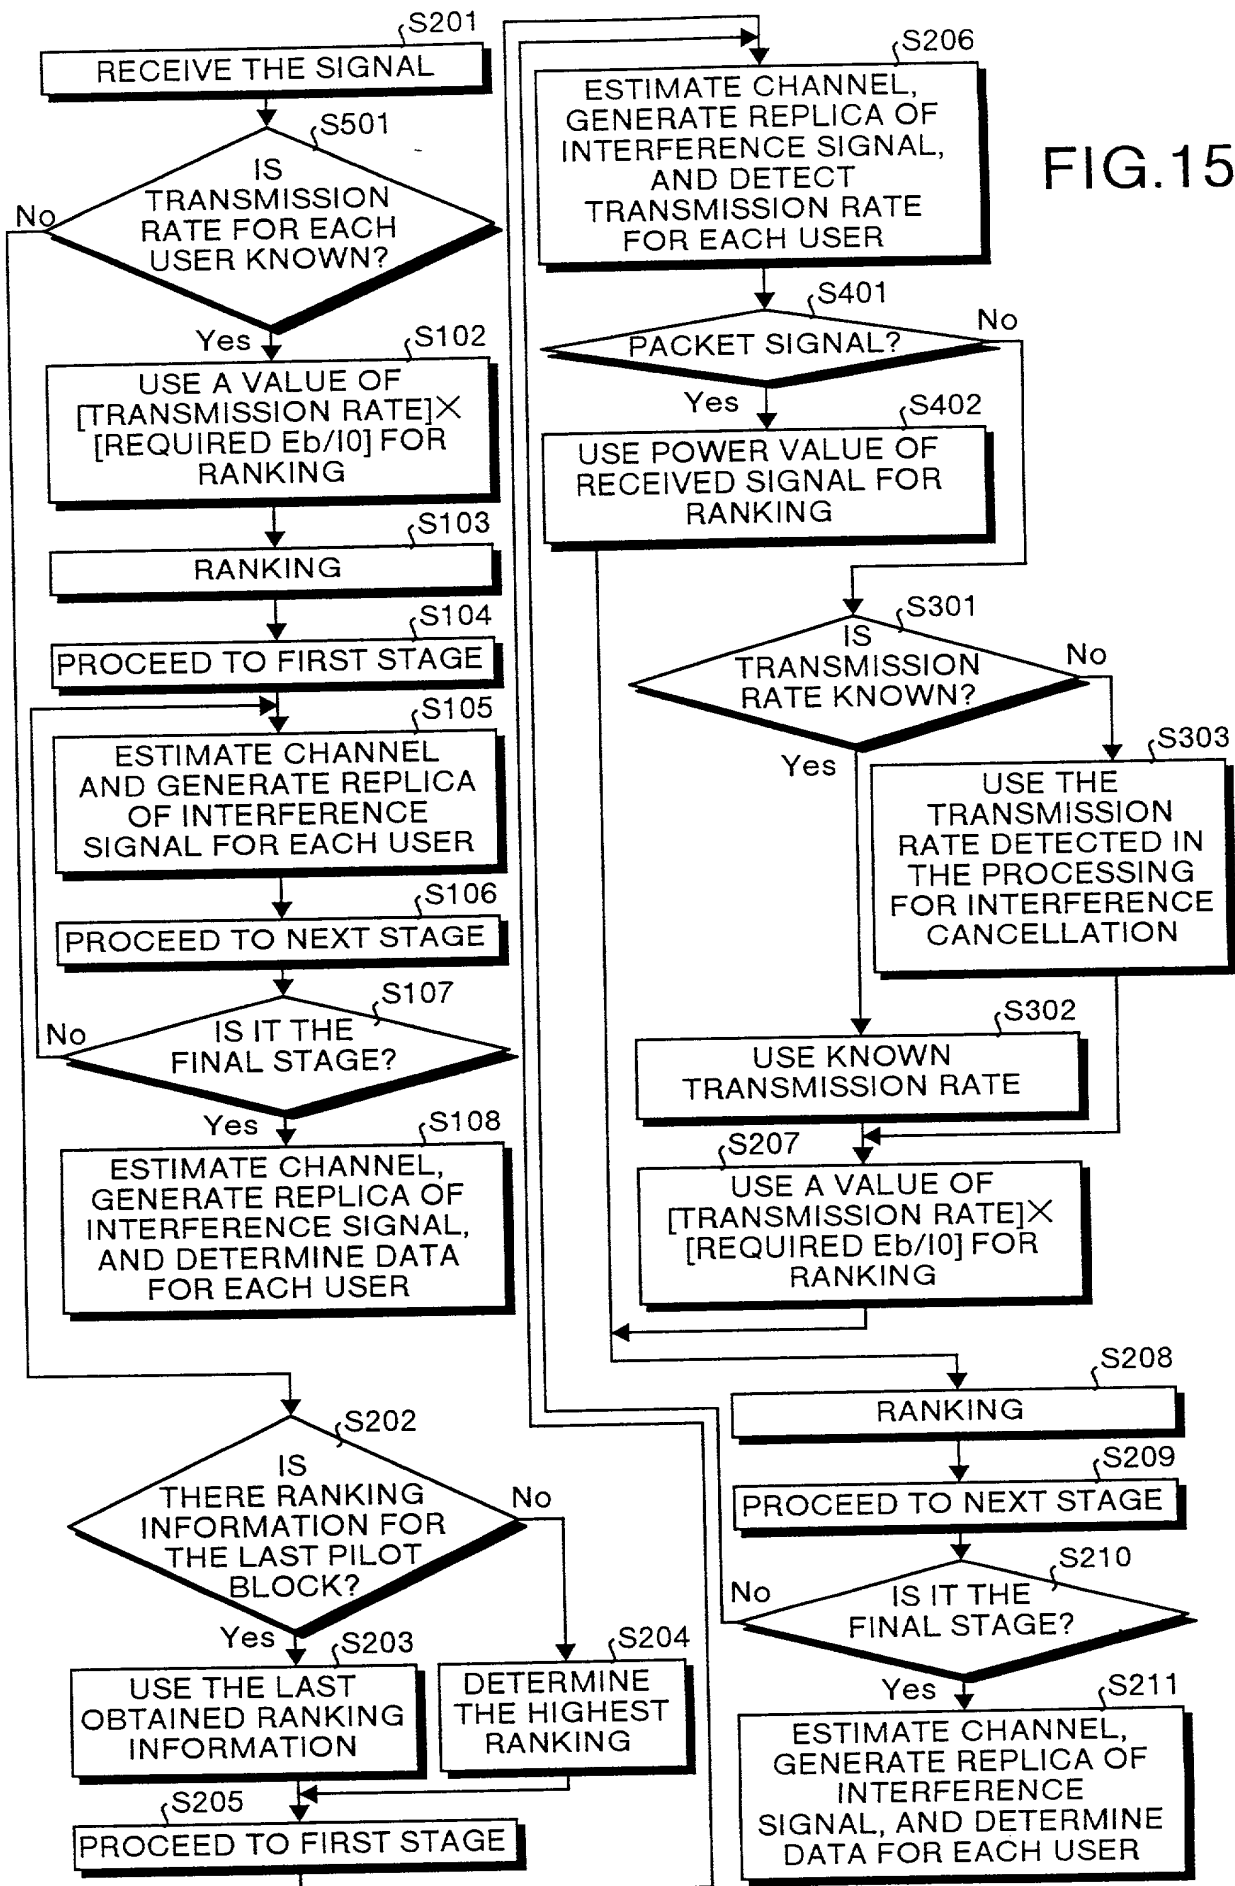 FIG.15
S201
RECEIVE THE SIGNAL
S501
IS
TRANSMISSION
RATE FOR EACH
USER KNOWN?
No
Yes
S102
USE A VALUE OF
[TRANSMISSION RATE]×
[REQUIRED Eb/I0] FOR
RANKING
S103
RANKING
S104
PROCEED TO FIRST STAGE
S105
ESTIMATE CHANNEL
AND GENERATE REPLICA
OF INTERFERENCE
SIGNAL FOR EACH USER
S106
PROCEED TO NEXT STAGE
S107
No
IS IT THE
FINAL STAGE?
Yes
S108
ESTIMATE CHANNEL,
GENERATE REPLICA OF
INTERFERENCE SIGNAL,
AND DETERMINE DATA
FOR EACH USER
S202
IS
THERE RANKING
INFORMATION FOR
THE LAST PILOT
BLOCK?
No
Yes
S203
USE THE LAST
OBTAINED RANKING
INFORMATION
S204
DETERMINE
THE HIGHEST
RANKING
S205
PROCEED TO FIRST STAGE
S206
ESTIMATE CHANNEL,
GENERATE REPLICA OF
INTERFERENCE SIGNAL,
AND DETECT
TRANSMISSION RATE
FOR EACH USER
S401
PACKET SIGNAL?
No
Yes
S402
USE POWER VALUE OF
RECEIVED SIGNAL FOR
RANKING
S301
IS
TRANSMISSION
RATE KNOWN?
No
Yes
S303
USE THE
TRANSMISSION
RATE DETECTED IN
THE PROCESSING
FOR INTERFERENCE
CANCELLATION
S302
USE KNOWN
TRANSMISSION RATE
S207
USE A VALUE OF
[TRANSMISSION RATE]×
[REQUIRED Eb/I0] FOR
RANKING
S208
RANKING
S209
PROCEED TO NEXT STAGE
S210
No
IS IT THE
FINAL STAGE?
Yes
S211
ESTIMATE CHANNEL,
GENERATE REPLICA OF
INTERFERENCE
SIGNAL, AND DETERMINE
DATA FOR EACH USER